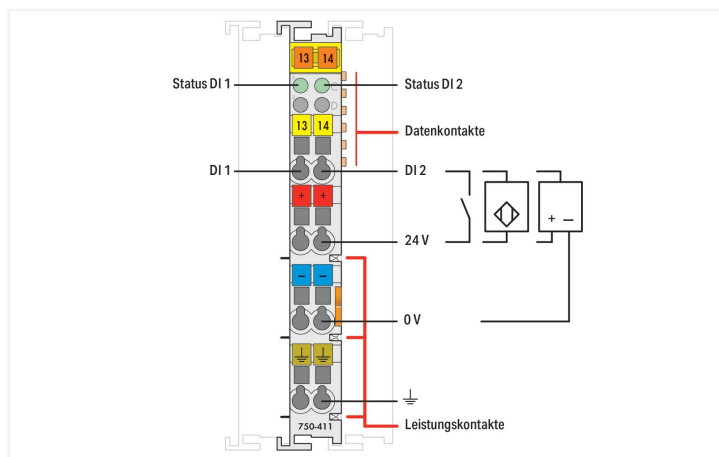 13 14
Status DI 1
Status DI 2
C
D
Datenkontakte
13 14
DI 1
DI 2
+ +
+ −
24 V
− −
0 V
Leistungskontakte
750-411